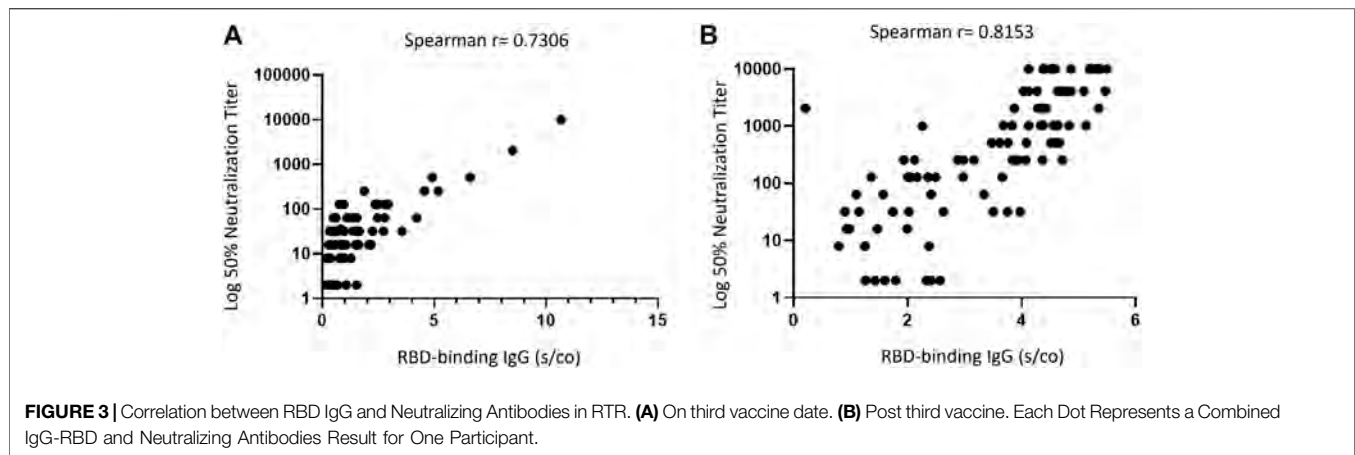 A
Spearman r= 0.7306
Log 50% Neutralization Titer
100000
10000
1000
100
10
1
0
5
10
15
RBD-binding IgG (s/co)
B
Spearman r= 0.8153
Log 50% Neutralization Titer
10000
1000
100
10
1
0
2
4
6
RBD-binding IgG (s/co)
FIGURE 3 | Correlation between RBD IgG and Neutralizing Antibodies in RTR. (A) On third vaccine date. (B) Post third vaccine. Each Dot Represents a Combined
IgG-RBD and Neutralizing Antibodies Result for One Participant.